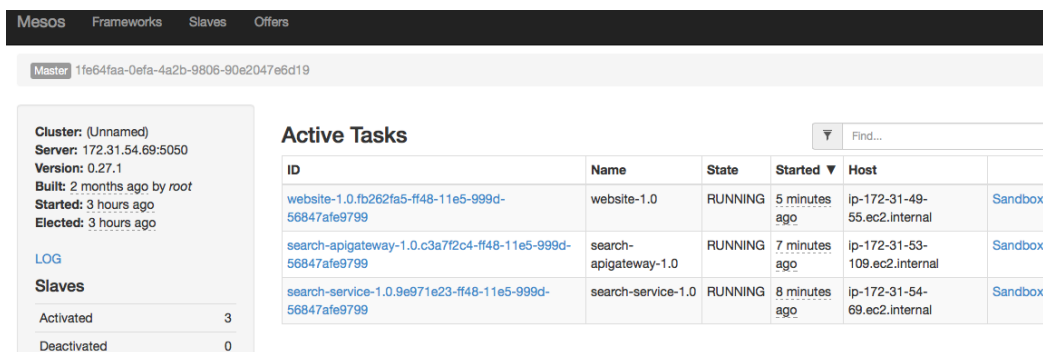 Mesos Frameworks Slaves Offers
Master 1fe64faa-0efa-4a2b-9806-90e2047e6d19
Cluster: (Unnamed)
Server: 172.31.54.69:5050
Version: 0.27.1
Built: 2 months ago by root
Started: 3 hours ago
Elected: 3 hours ago
LOG
Slaves
Activated 3
Deactivated 0
Active Tasks
Find...
ID Name State Started ▼ Host
website-1.0.fb262fa5-ff48-11e5-999d- website-1.0 RUNNING 5 minutes ip-172-31-49- Sandbox
56847afe9799 ago 55.ec2.internal
search-apigateway-1.0.c3a7f2c4-ff48-11e5-999d- search- RUNNING 7 minutes ip-172-31-53- Sandbox
56847afe9799 apigateway-1.0 ago 109.ec2.internal
search-service-1.0.9e971e23-ff48-11e5-999d- search-service-1.0 RUNNING 8 minutes ip-172-31-54- Sandbox
56847afe9799 ago 69.ec2.internal